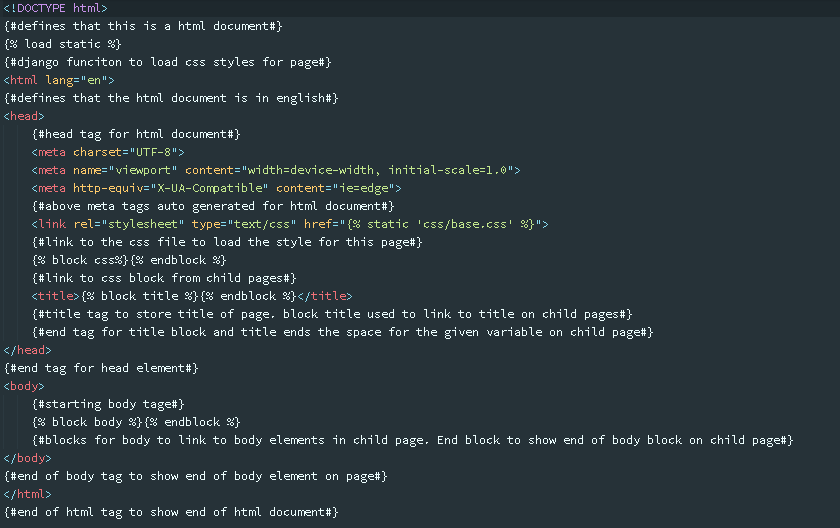 <!DOCTYPE html>
{#defines that this is a html document#}
{% load static %}
{#django funciton to load css styles for page#}
<html lang="en">
{#defines that the html document is in english#}
<head>
    {#head tag for html document#}
    <meta charset="UTF-8">
    <meta name="viewport" content="width=device-width, initial-scale=1.0">
    <meta http-equiv="X-UA-Compatible" content="ie=edge">
    {#above meta tags auto generated for html document#}
    <link rel="stylesheet" type="text/css" href="{% static 'css/base.css' %}">
    {#link to the css file to load the style for this page#}
    {% block css%}{% endblock %}
    {#link to css block from child pages#}
    <title>{% block title %}{% endblock %}</title>
    {#title tag to store title of page. block title used to link to title on child pages#}
    {#end tag for title block and title ends the space for the given variable on child page#}
</head>
{#end tag for head element#}
<body>
    {#starting body tage#}
    {% block body %}{% endblock %}
    {#blocks for body to link to body elements in child page. End block to show end of body block on child page#}
</body>
{#end of body tag to show end of body element on page#}
</html>
{#end of html tag to show end of html document#}